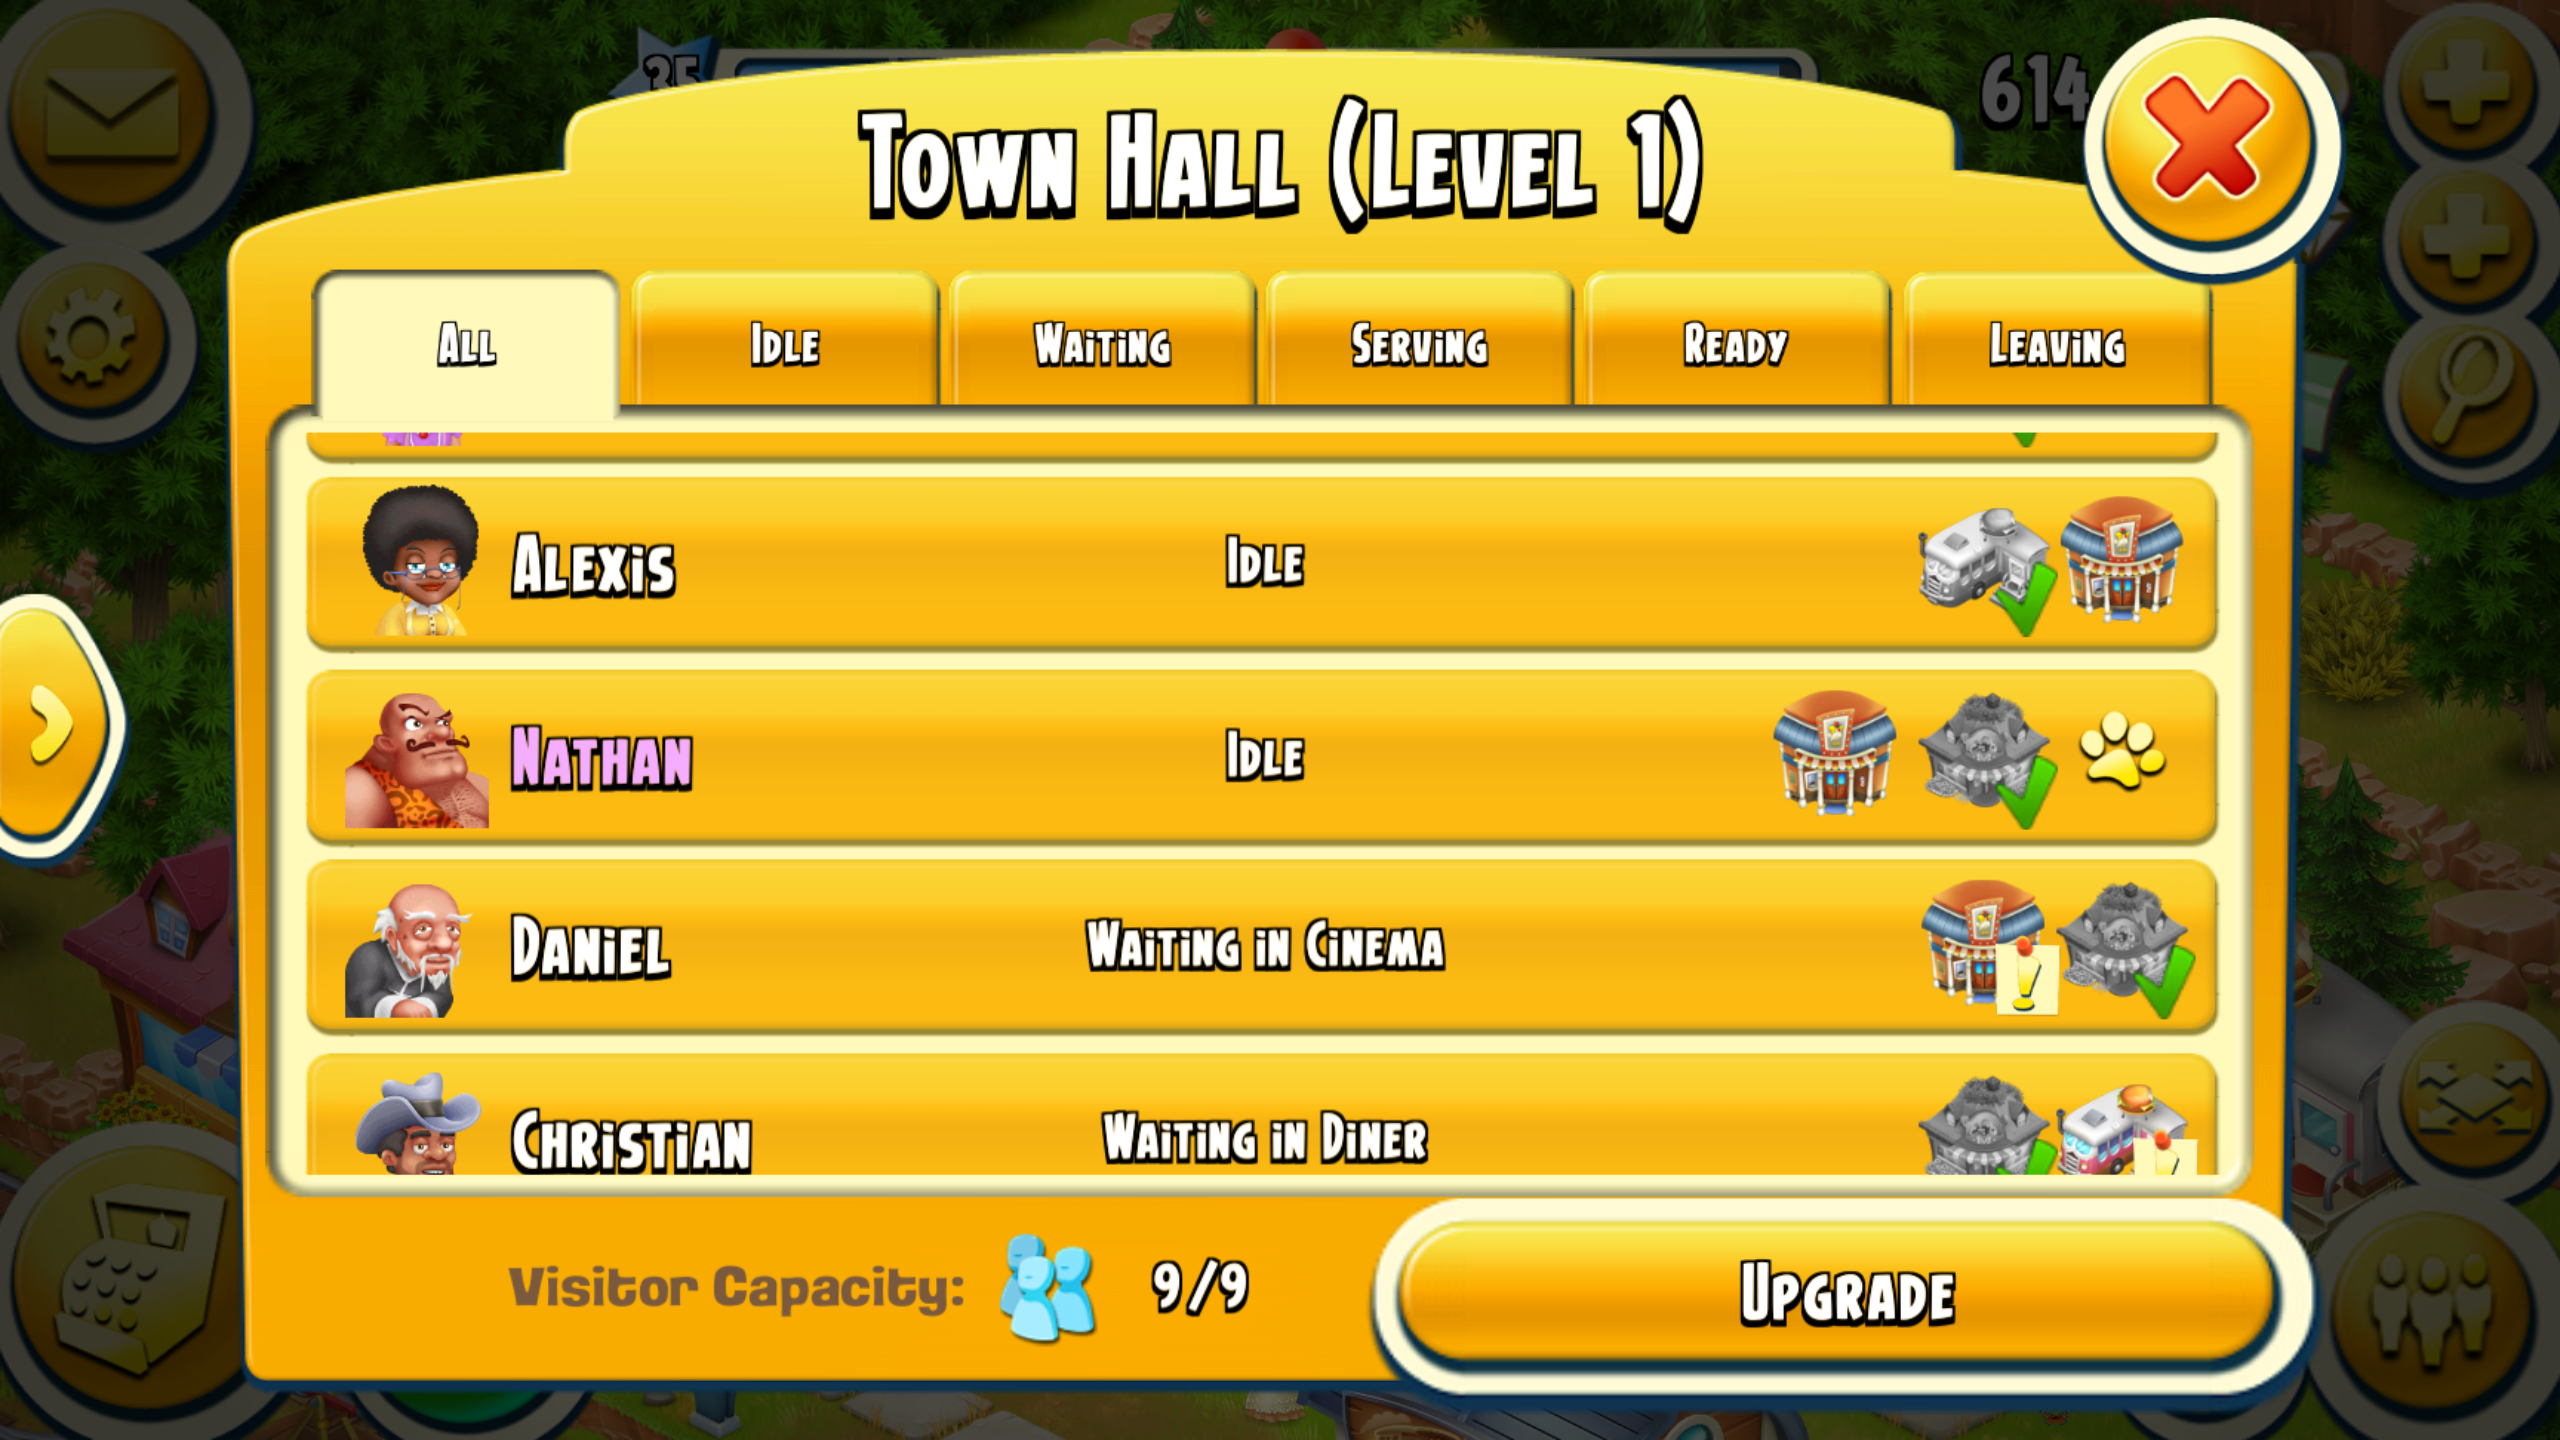 35
614
Town Hall (Level 1)
All
Idle
Waiting
Serving
Ready
Leaving
Alexis
Idle
Nathan
Idle
Daniel
Waiting in Cinema
Christian
Waiting in Diner
Visitor Capacity:
9/9
Upgrade